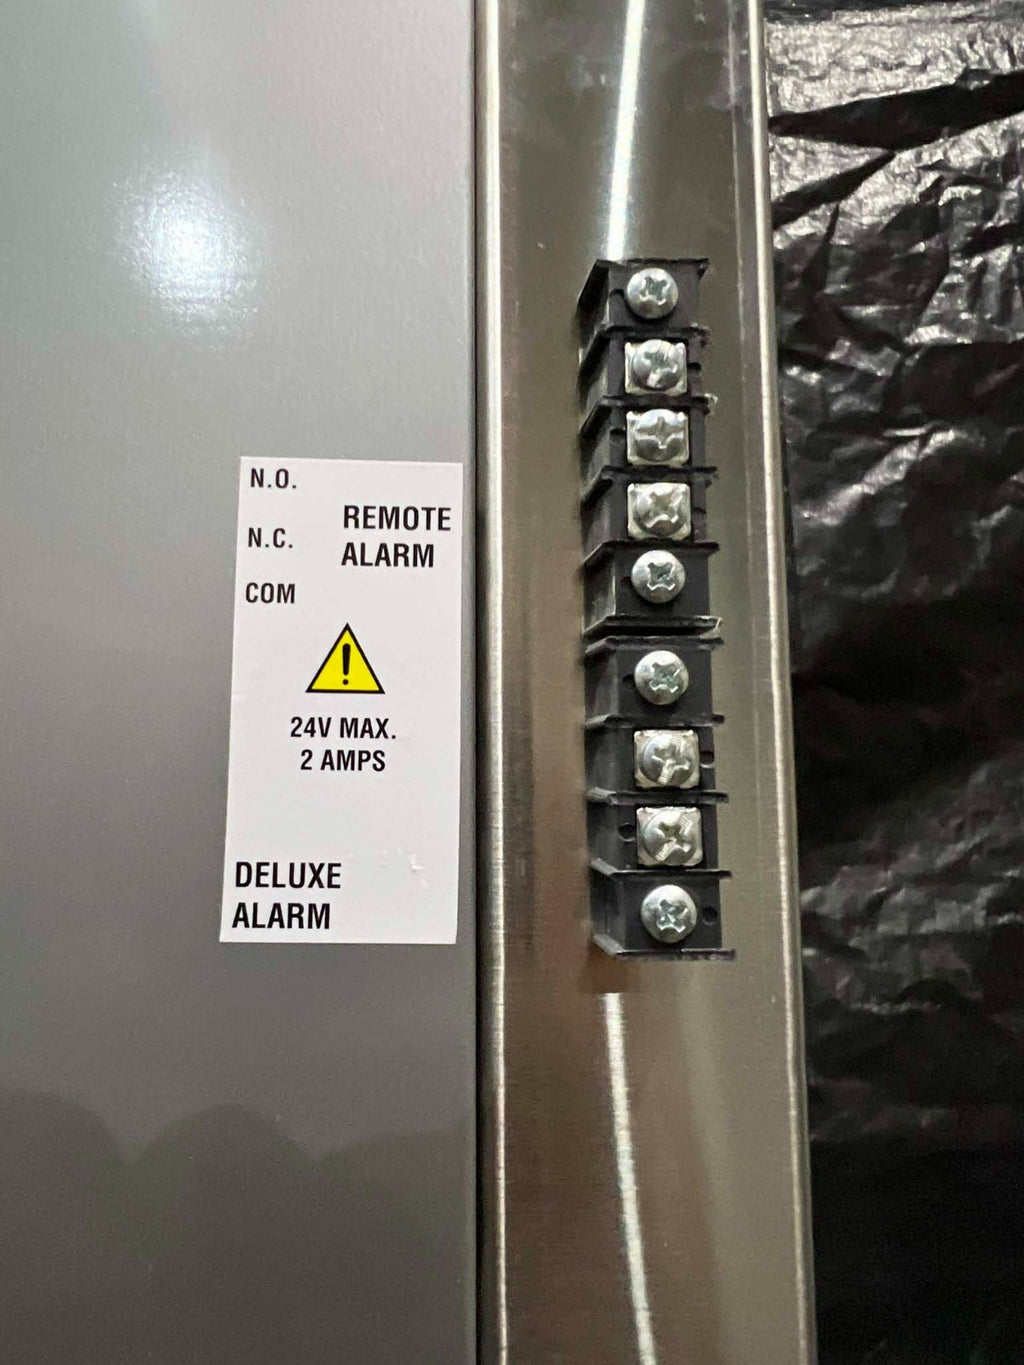 N.O.
REMOTE
N.C.
ALARM
COM
!
24V MAX.
2 AMPS
DELUXE
ALARM